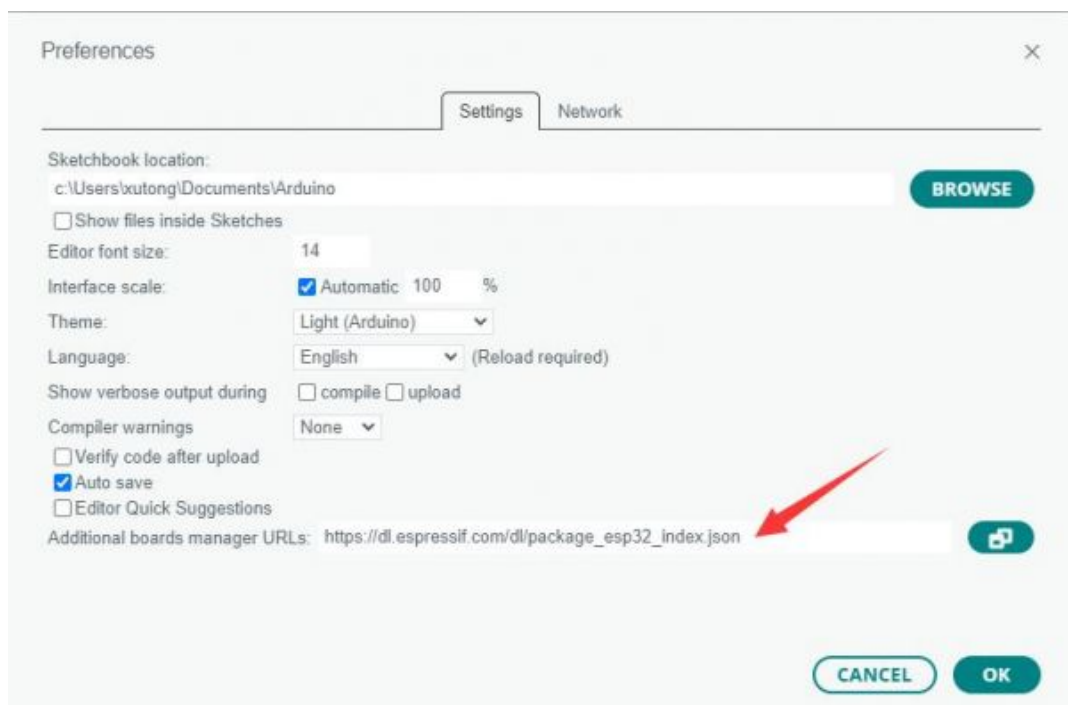 Preferences
Settings Network
Sketchbook location:
c:\Users\xutong\Documents\Arduino
BROWSE
Show files inside Sketches
Editor font size: 14
Interface scale: Automatic 100 %
Theme: Light (Arduino)
Language: English (Reload required)
Show verbose output during compile upload
Compiler warnings None
Verify code after upload
Auto save
Editor Quick Suggestions
Additional boards manager URLs: https://dl.espressif.com/dl/package_esp32_index.json
CANCEL OK